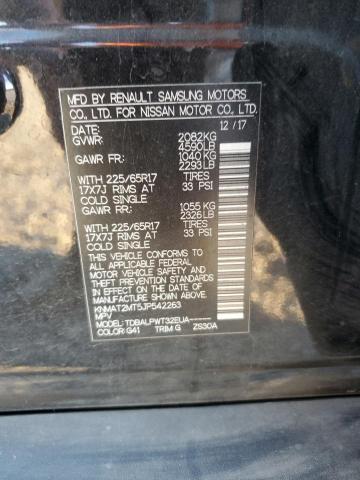 MFD BY RENAULT SAMSUNG MOTORS
CO., LTD. FOR NISSAN MOTOR CO., LTD.
DATE: 12/17
GVWR: 2082KG
4590LB
GAWR FR: 1040KG
2293LB
WITH 225/65R17 TIRES
17X7J RIMS AT 33 PSI
COLD SINGLE
GAWR RR: 1055 KG
2326LB
WITH 225/65R17 TIRES
17X7J RIMS AT 33 PSI
COLD SINGLE
THIS VEHICLE CONFORMS TO
ALL APPLICABLE FEDERAL
MOTOR VEHICLE SAFETY,
BUMPER, AND THEFT PREVENTION
STANDARDS IN EFFECT ON THE
DATE OF MANUFACTURE SHOWN
ABOVE.
KNMAT2MT5JP542263
MPV
MODEL: TDBALPWT32EUA-----
COLOR: G41 TRIM G ZS30A